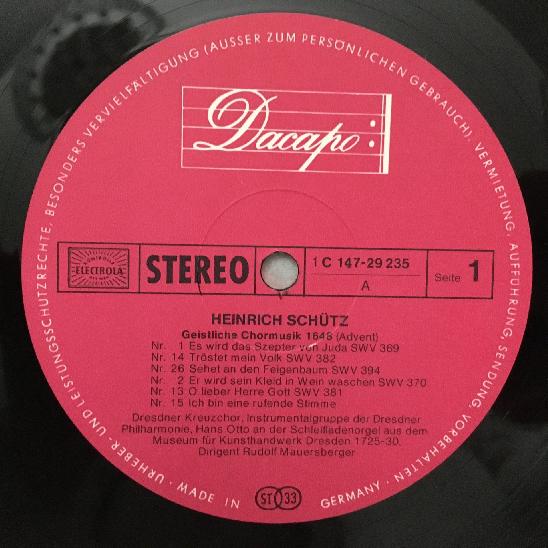 URHEBER- UND LEISTUNGSSCHUTZRECHTE, BESONDERS VERVIELFÄLTIGUNG (AUSSER ZUM PERSÖNLICHEN GEBRAUCH), VERMIETUNG, AUFFÜHRUNG, SENDUNG, VORBEHALTEN · MADE IN GERMANY ·
Dacapo
ELECTROLA
STEREO
1 C 147-29 235
A
Seite 1
HEINRICH SCHÜTZ
Geistliche Chormusik 1648 (Advent)
Nr. 1 Es wird das Szepter von Juda SWV 369
Nr. 14 Tröstet mein Volk SWV 382
Nr. 26 Sehet an den Feigenbaum SWV 394
Nr. 2 Er wird sein Kleid in Wein waschen SWV 370
Nr. 13 O lieber Herre Gott SWV 381
Nr. 15 Ich bin eine rufende Stimme
Dresdner Kreuzchor, Instrumentalgruppe der Dresdner
Philharmonie, Hans Otto an der Schleifladenorgel aus dem
Museum für Kunsthandwerk Dresden 1725-30.
Dirigent Rudolf Mauersberger
ST 33